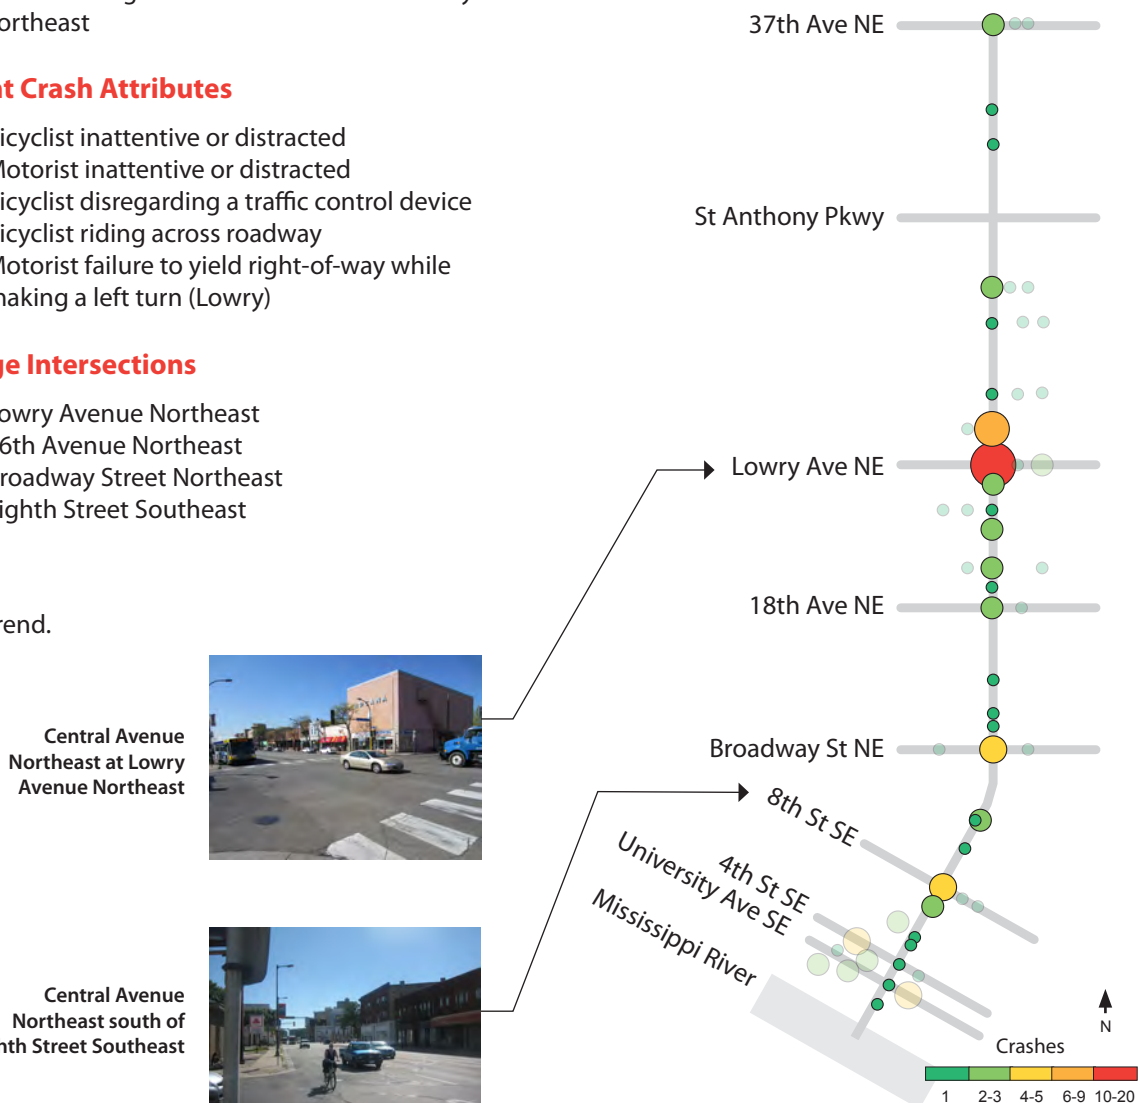 ortheast
t Crash Attributes
icyclist inattentive or distracted
Motorist inattentive or distracted
icyclist disregarding a traffic control device
icyclist riding across roadway
Motorist failure to yield right-of-way while
making a left turn (Lowry)
ge Intersections
owry Avenue Northeast
6th Avenue Northeast
roadway Street Northeast
ighth Street Southeast
rend.
Central Avenue
Northeast at Lowry
Avenue Northeast
Central Avenue
Northeast south of
hth Street Southeast
37th Ave NE
St Anthony Pkwy
Lowry Ave NE
18th Ave NE
Broadway St NE
8th St SE
4th St SE
University Ave SE
Mississippi River
N
Crashes
1 2-3 4-5 6-9 10-20